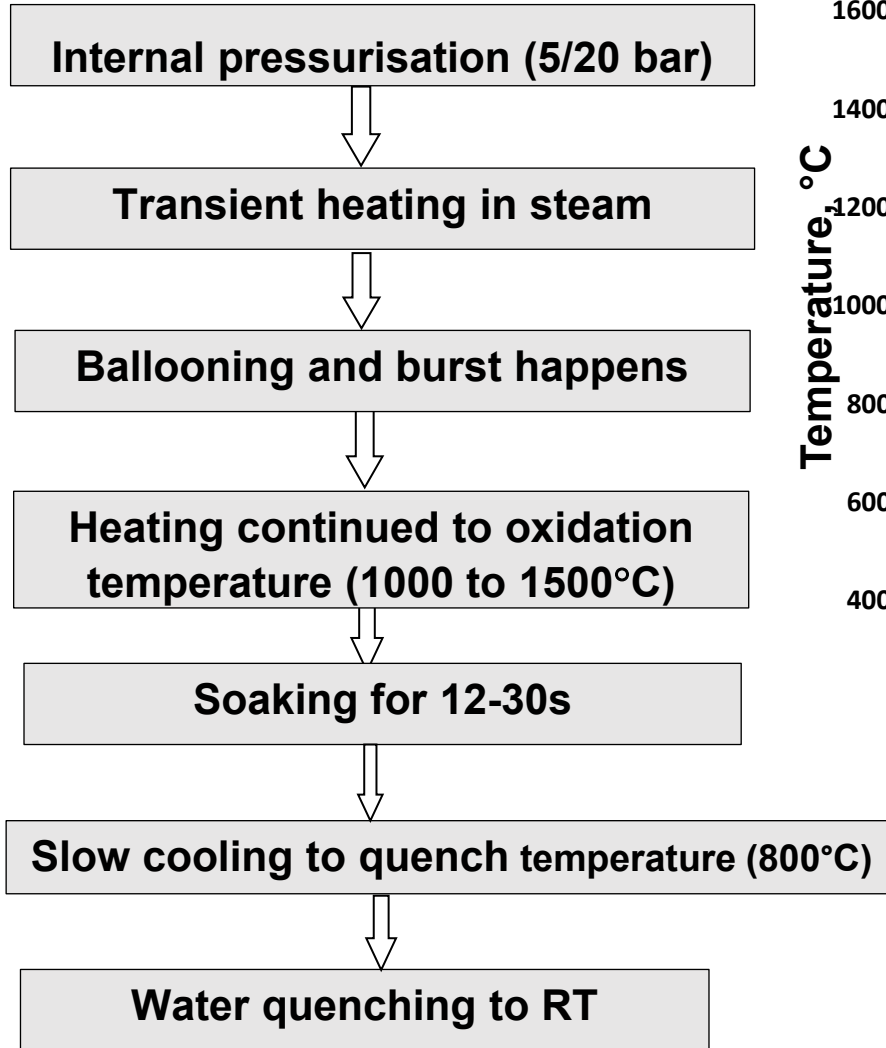 Internal pressurisation (5/20 bar)
Transient heating in steam
Ballooning and burst happens
Heating continued to oxidation
temperature (1000 to 1500°C)
Soaking for 12-30s
Slow cooling to quench temperature (800°C)
Water quenching to RT
Temperature, °C
1600
1400
1200
1000
800
600
400